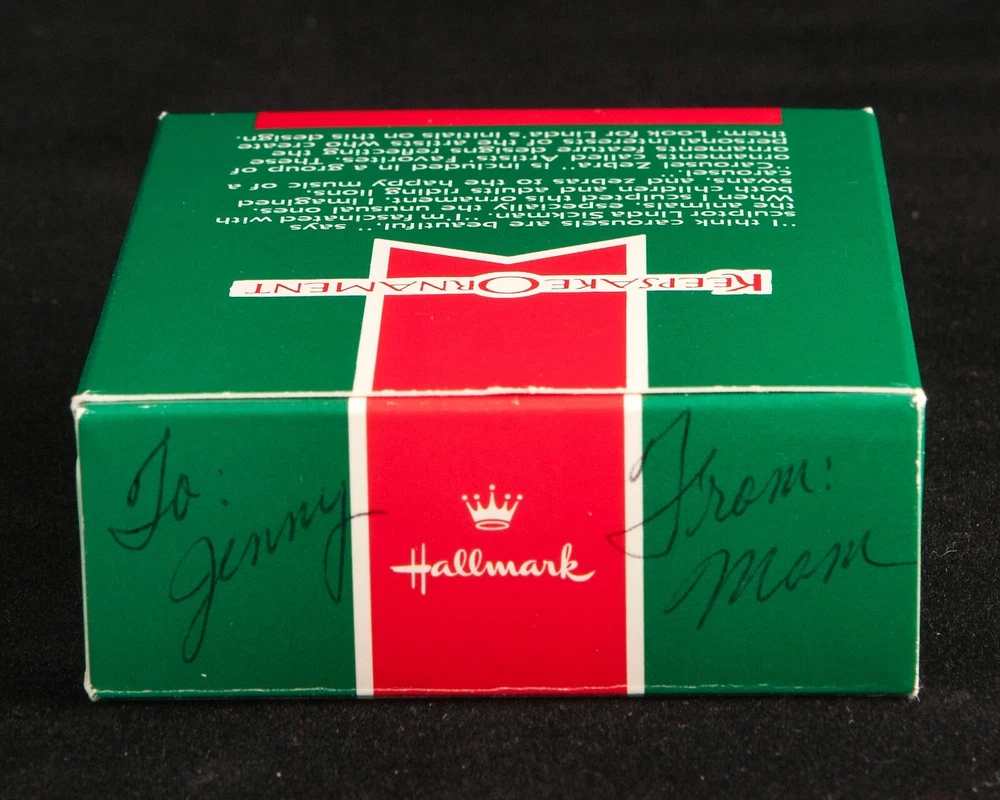 KEEPSAKE ORNAMENT
"I think carousels are beautiful..." says
sculptor Linda Sickman. "I'm fascinated with
the animals, especially the unusual ones.
When I sculpted this ornament, I imagined
both children and adults riding lions,
swans, and zebras to the happy music of a
carousel."
"Carousel Zebra" is included in a group of
ornaments called Artists' Favorites. These
ornaments feature designs reflecting the
personal interests of the artists who create
them. Look for Linda's initials on this design.
To:
Jenny
Hallmark
From:
Mom